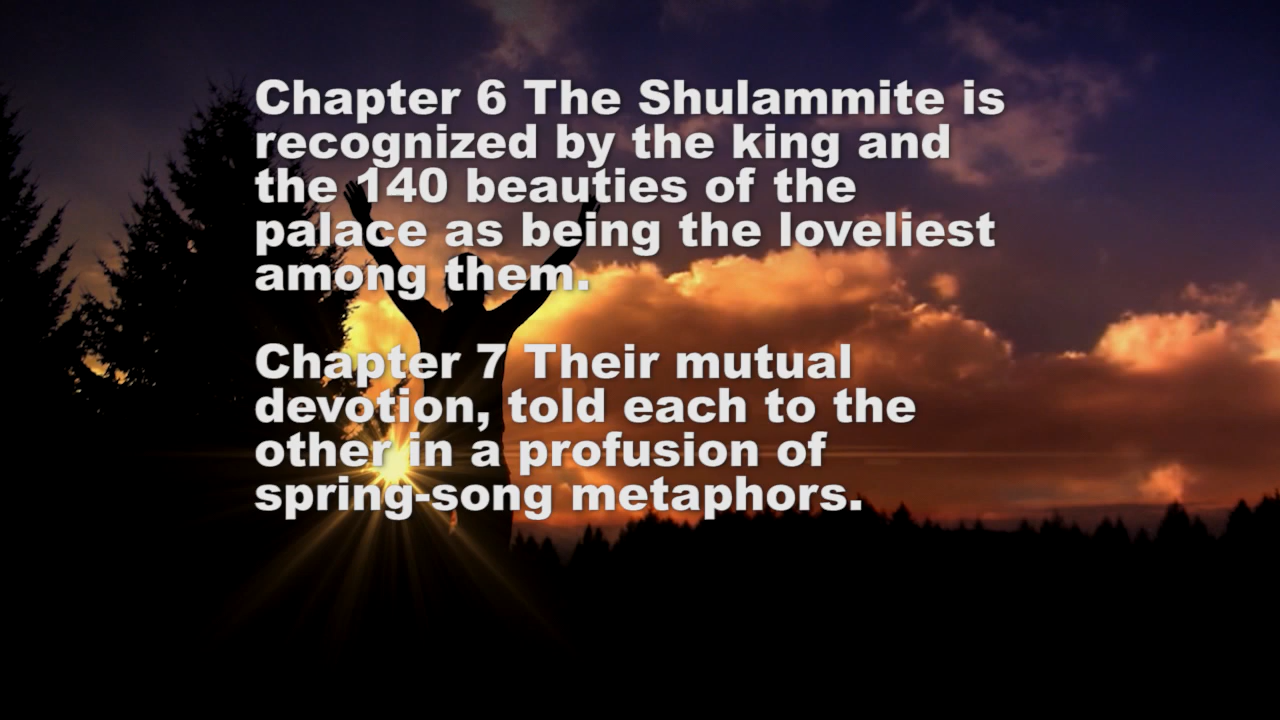 Chapter 6 The Shulammite is
recognized by the king and
the 140 beauties of the
palace as being the loveliest
among them.
Chapter 7 Their mutual
devotion, told each to the
other in a profusion of
spring-song metaphors.